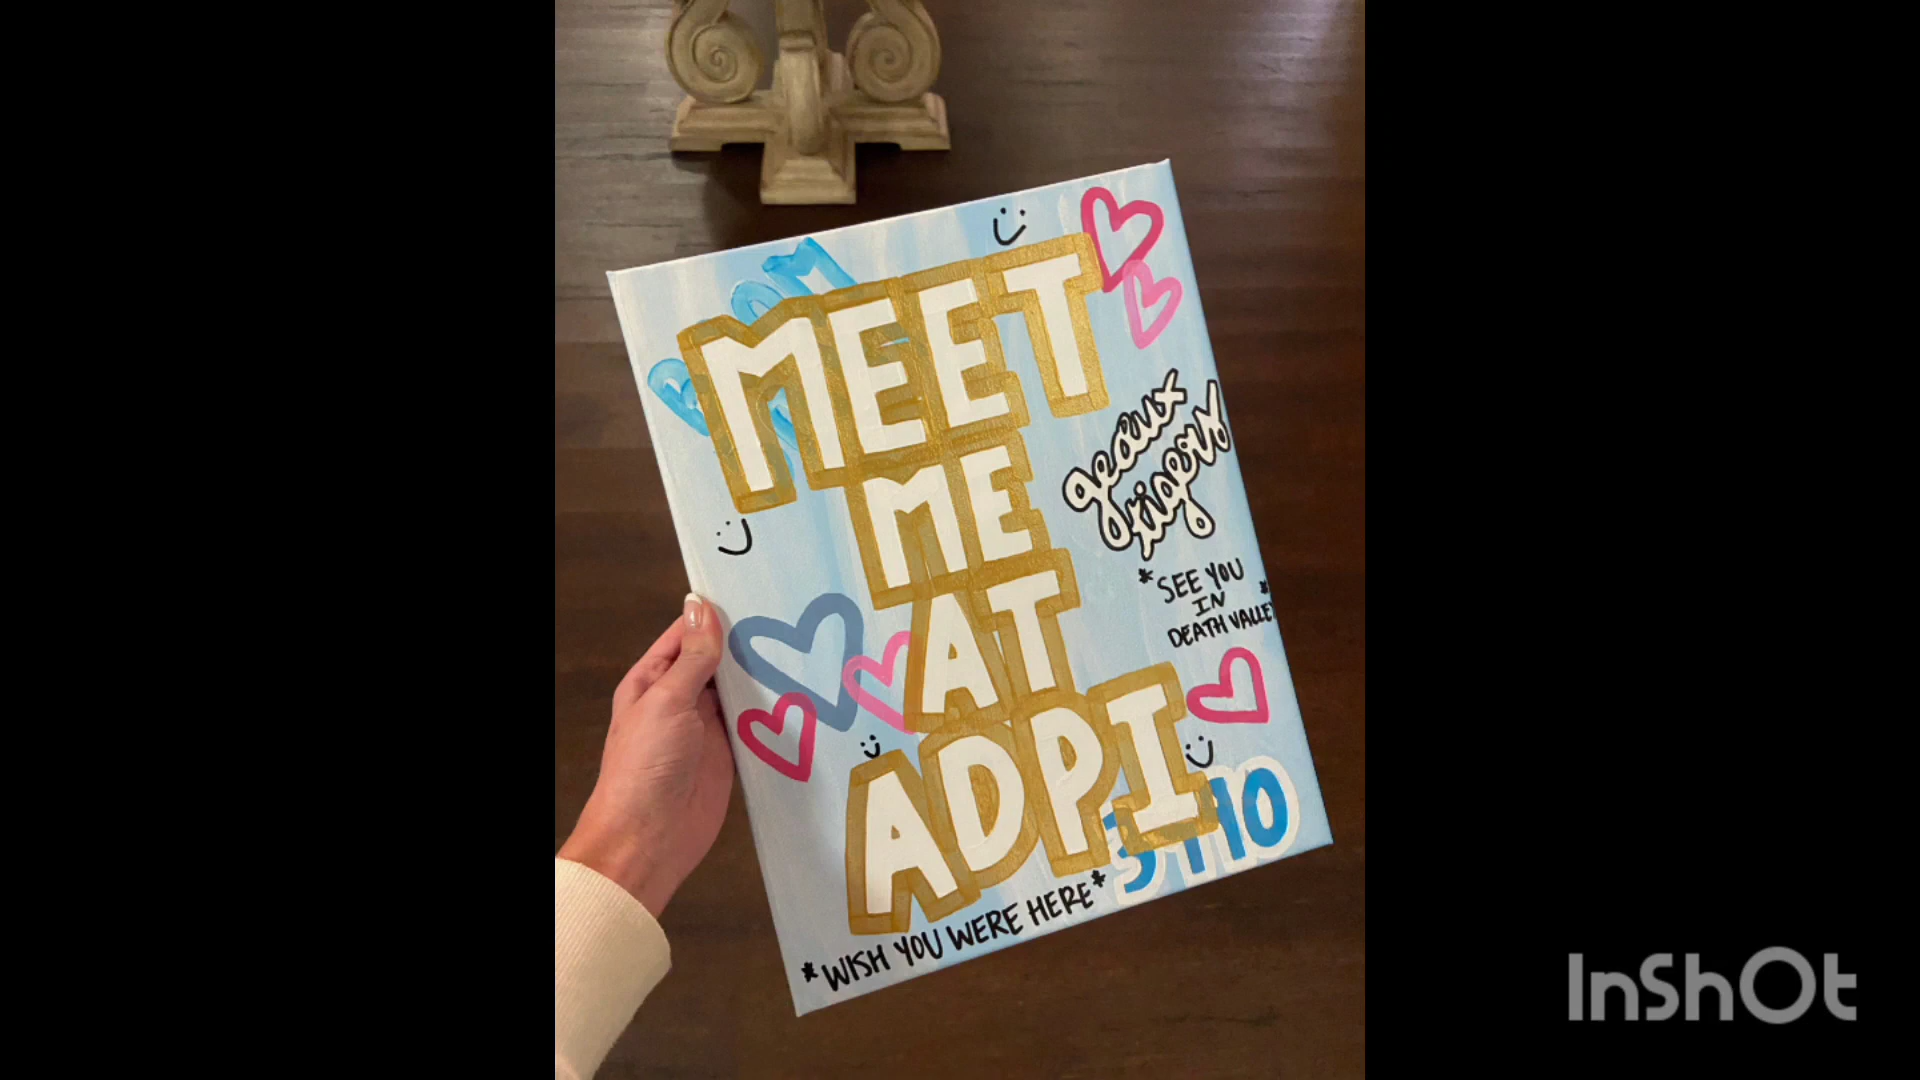 MEET
ME
AT
ADPI
geaux
tigers
*SEE YOU
IN
DEATH VALLEY*
*WISH YOU WERE HERE*
InShOt